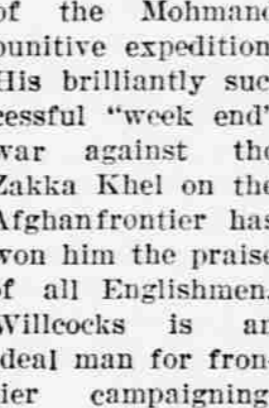 of the Mohmand
punitive expedition
His brilliantly suc
cessful "week end"
war against the
Zakka Khel on the
Afghan frontier has
won him the praise
of all Englishmen.
Willcocks is an
ideal man for fron
tier campaigning